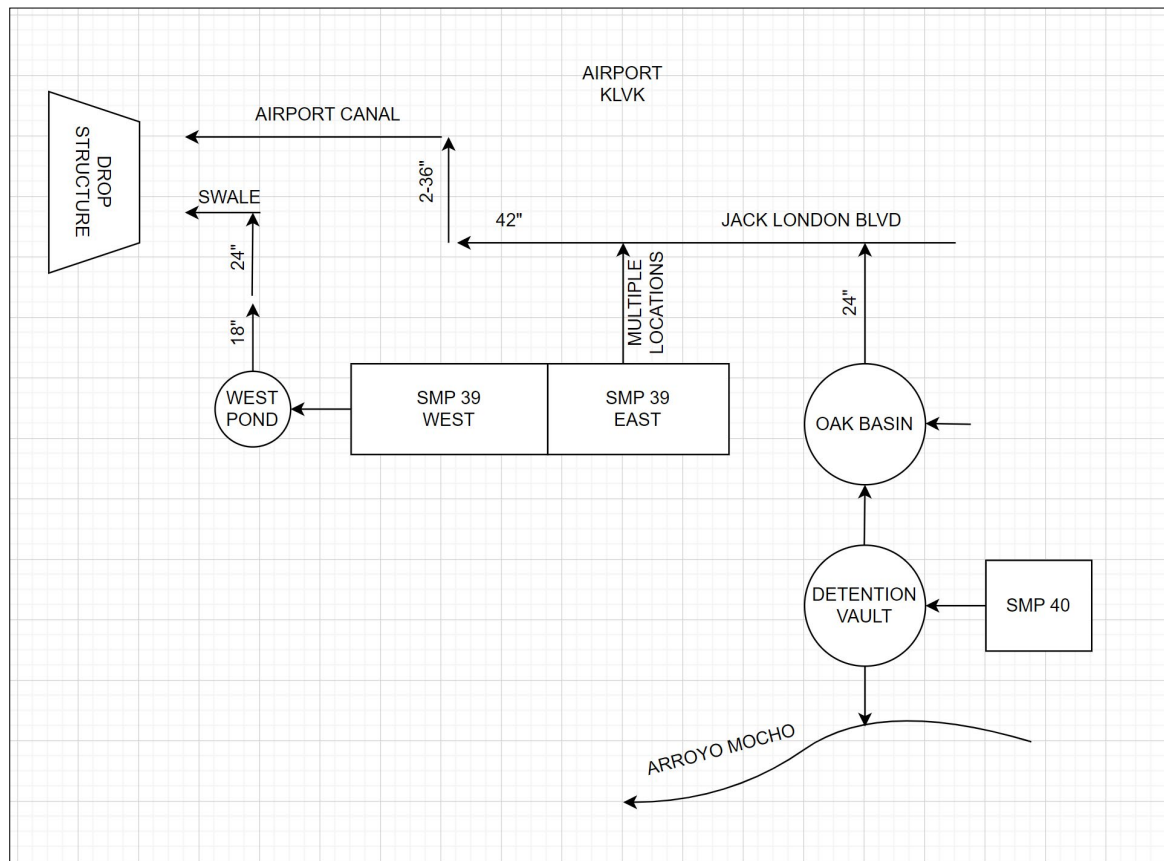 AIRPORT
KLVK
AIRPORT CANAL
DROP
STRUCTURE
2-36"
SWALE
42"
JACK LONDON BLVD
24"
MULTIPLE
LOCATIONS
24"
18"
WEST
POND
SMP 39
WEST
SMP 39
EAST
OAK BASIN
DETENTION
VAULT
SMP 40
ARROYO MOCHO